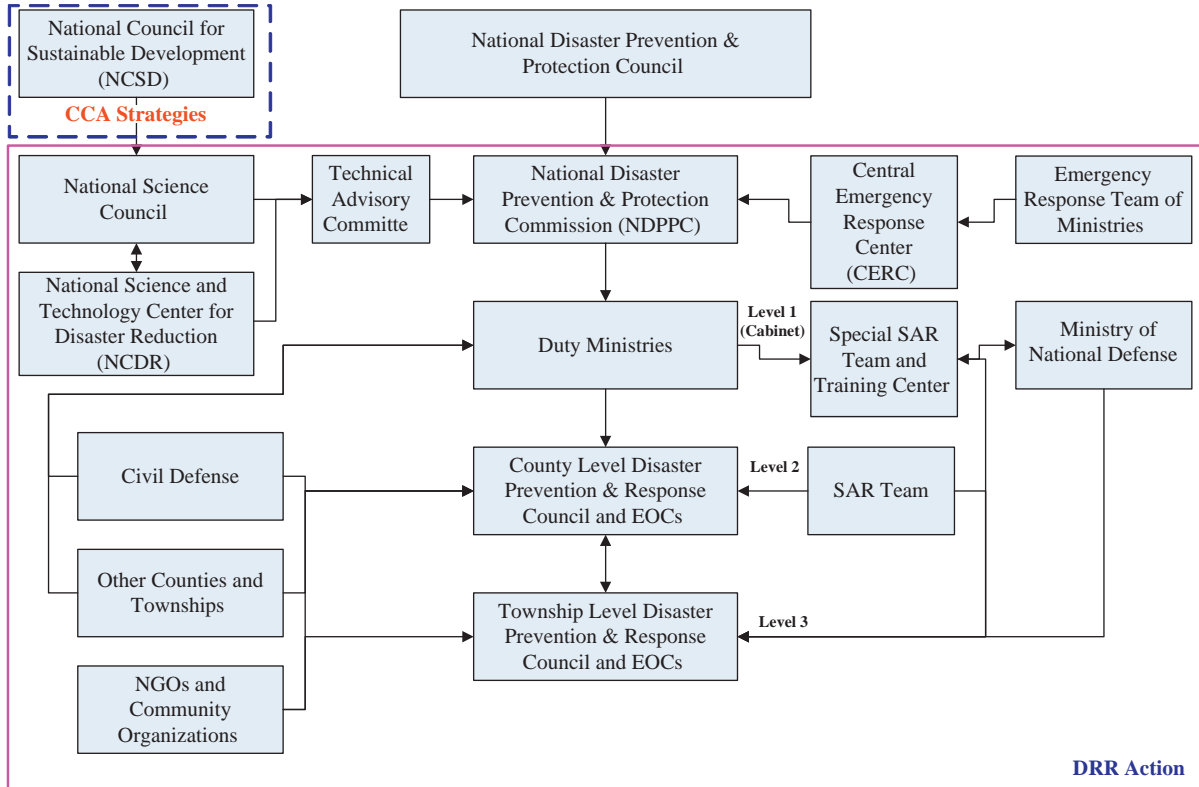 National Council for
Sustainable Development
(NCSD)
CCA Strategies
National Disaster Prevention &
Protection Council
National Science
Council
Technical
Advisory
Committe
National Disaster
Prevention & Protection
Commission (NDPPC)
Central
Emergency
Response
Center
(CERC)
Emergency
Response Team of
Ministries
National Science and
Technology Center for
Disaster Reduction
(NCDR)
Duty Ministries
Level 1
(Cabinet)
Special SAR
Team and
Training Center
Ministry of
National Defense
Civil Defense
County Level Disaster
Prevention & Response
Council and EOCs
Level 2
SAR Team
Other Counties and
Townships
Township Level Disaster
Prevention & Response
Council and EOCs
Level 3
NGOs and
Community
Organizations
DRR Action